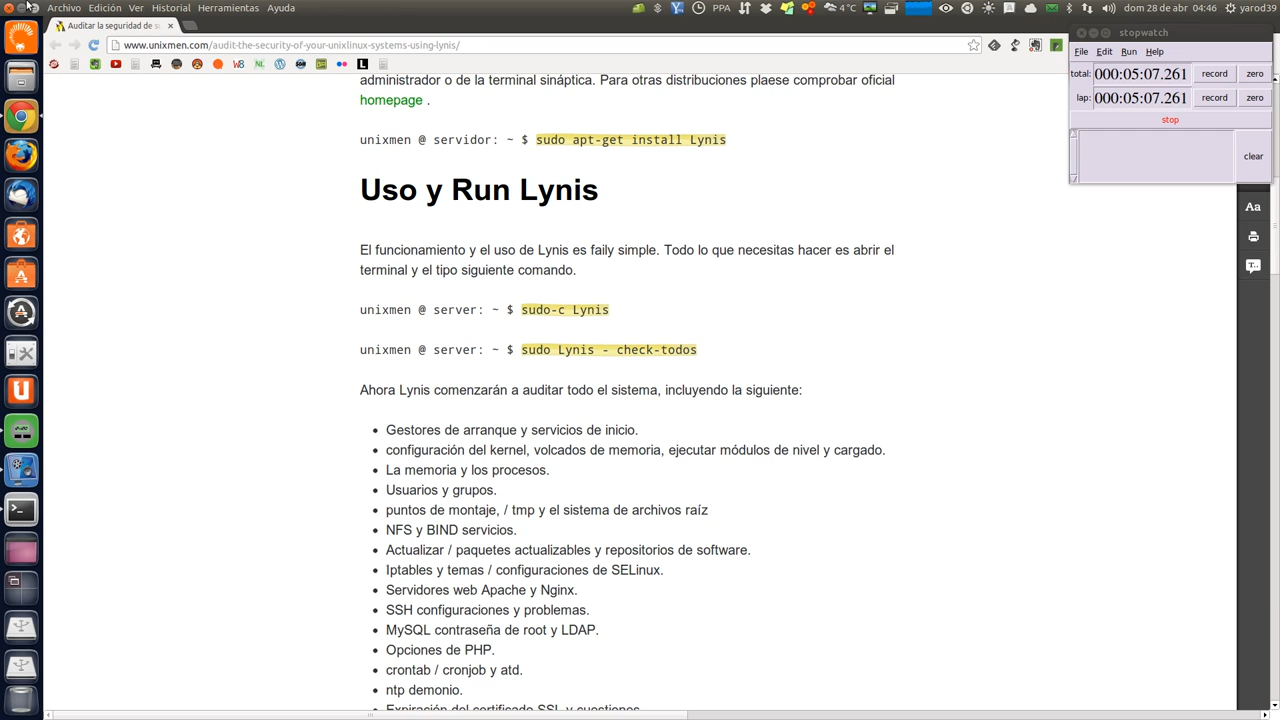 Archivo Edición Ver Historial Herramientas Ayuda
PPA 4°C dom 28 de abr 04:46 yarod39
Auditar la seguridad de su
www.unixmen.com/audit-the-security-of-your-unixlinux-systems-using-lynis/
W8 NL L
stopwatch
File Edit Run Help
total: 000:05:07.261 record zero
lap: 000:05:07.261 record zero
stop
clear
Aa
administrador o de la terminal sináptica. Para otras distribuciones plaese comprobar oficial
homepage .
unixmen @ servidor: ~ $ sudo apt-get install Lynis
Uso y Run Lynis
El funcionamiento y el uso de Lynis es faily simple. Todo lo que necesitas hacer es abrir el
terminal y el tipo siguiente comando.
unixmen @ server: ~ $ sudo-c Lynis
unixmen @ server: ~ $ sudo Lynis - check-todos
Ahora Lynis comenzarán a auditar todo el sistema, incluyendo la siguiente:
Gestores de arranque y servicios de inicio.
configuración del kernel, volcados de memoria, ejecutar módulos de nivel y cargado.
La memoria y los procesos.
Usuarios y grupos.
puntos de montaje, / tmp y el sistema de archivos raíz
NFS y BIND servicios.
Actualizar / paquetes actualizables y repositorios de software.
Iptables y temas / configuraciones de SELinux.
Servidores web Apache y Nginx.
SSH configuraciones y problemas.
MySQL contraseña de root y LDAP.
Opciones de PHP.
crontab / cronjob y atd.
ntp demonio.
Expiración del certificado SSL y cuestiones.